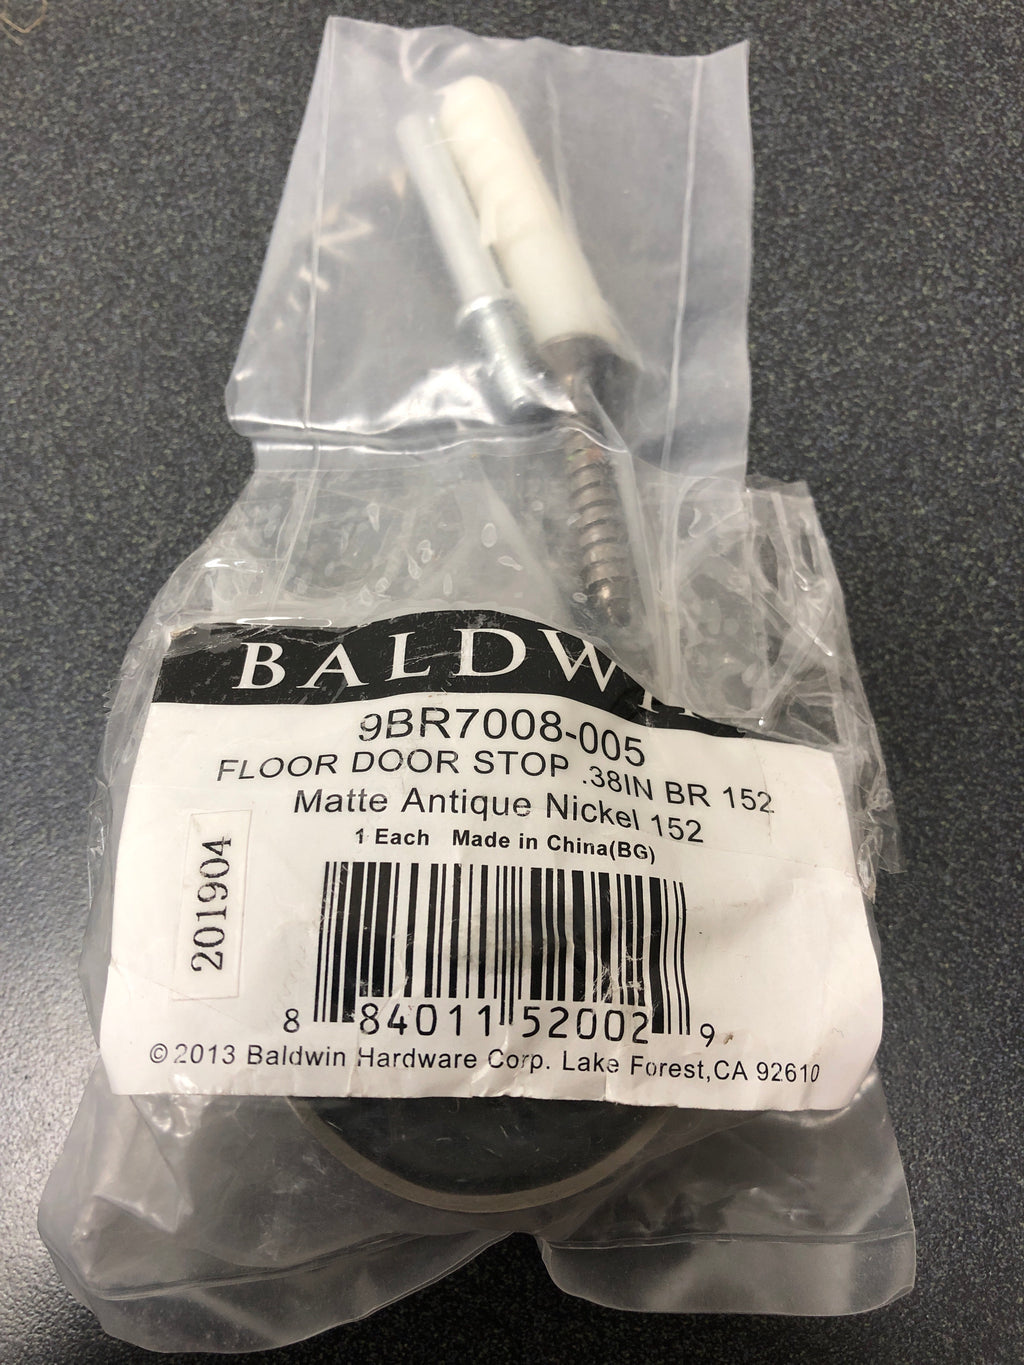 BALDWI
9BR7008-005
FLOOR DOOR STOP .38IN BR 152
Matte Antique Nickel 152
1 Each Made in China(BG)
201904
8 84011 52002 9
©2013 Baldwin Hardware Corp. Lake Forest,CA 92610